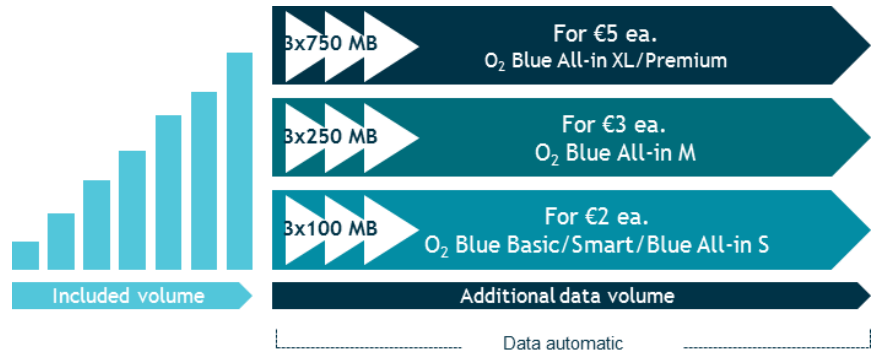 3x750 MB
For €5 ea.
O₂ Blue All-in XL/Premium
3x250 MB
For €3 ea.
O₂ Blue All-in M
3x100 MB
For €2 ea.
O₂ Blue Basic/Smart/Blue All-in S
Included volume
Additional data volume
Data automatic